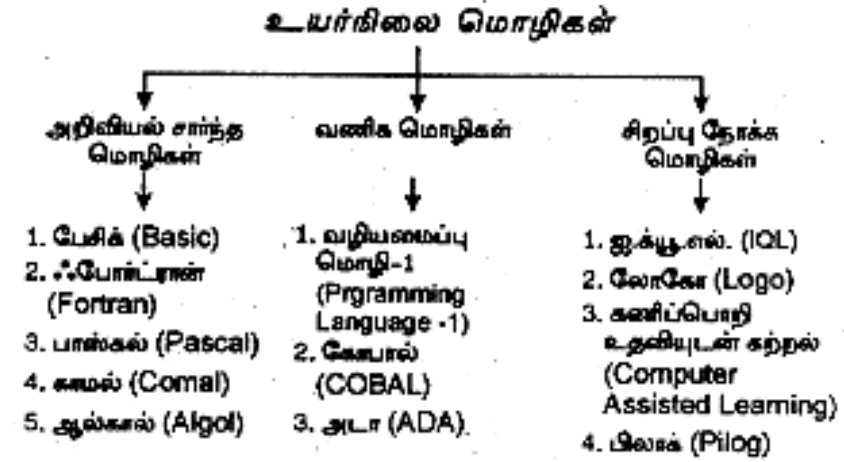 உயர்நிலை மொழிகள்
அறிவியல் சார்ந்த
மொழிகள்
1. பேசிக் (Basic)
2. ஃபோர்ட்ரான்
(Fortran)
3. பாஸ்கல் (Pascal)
4. காமல் (Comal)
5. ஆல்கால் (Algol)
வணிக மொழிகள்
1. வழியமைப்பு
மொழி-1
(Prgramming
Language -1)
2. கோபால்
(COBAL)
3. அடா (ADA)
சிறப்பு நோக்க
மொழிகள்
1. ஐ.க்யூ.எல். (IQL)
2. லோகோ (Logo)
3. கணிப்பொறி
உதவியுடன் கற்றல்
(Computer
Assisted Learning)
4. பிலாக் (Pilog)